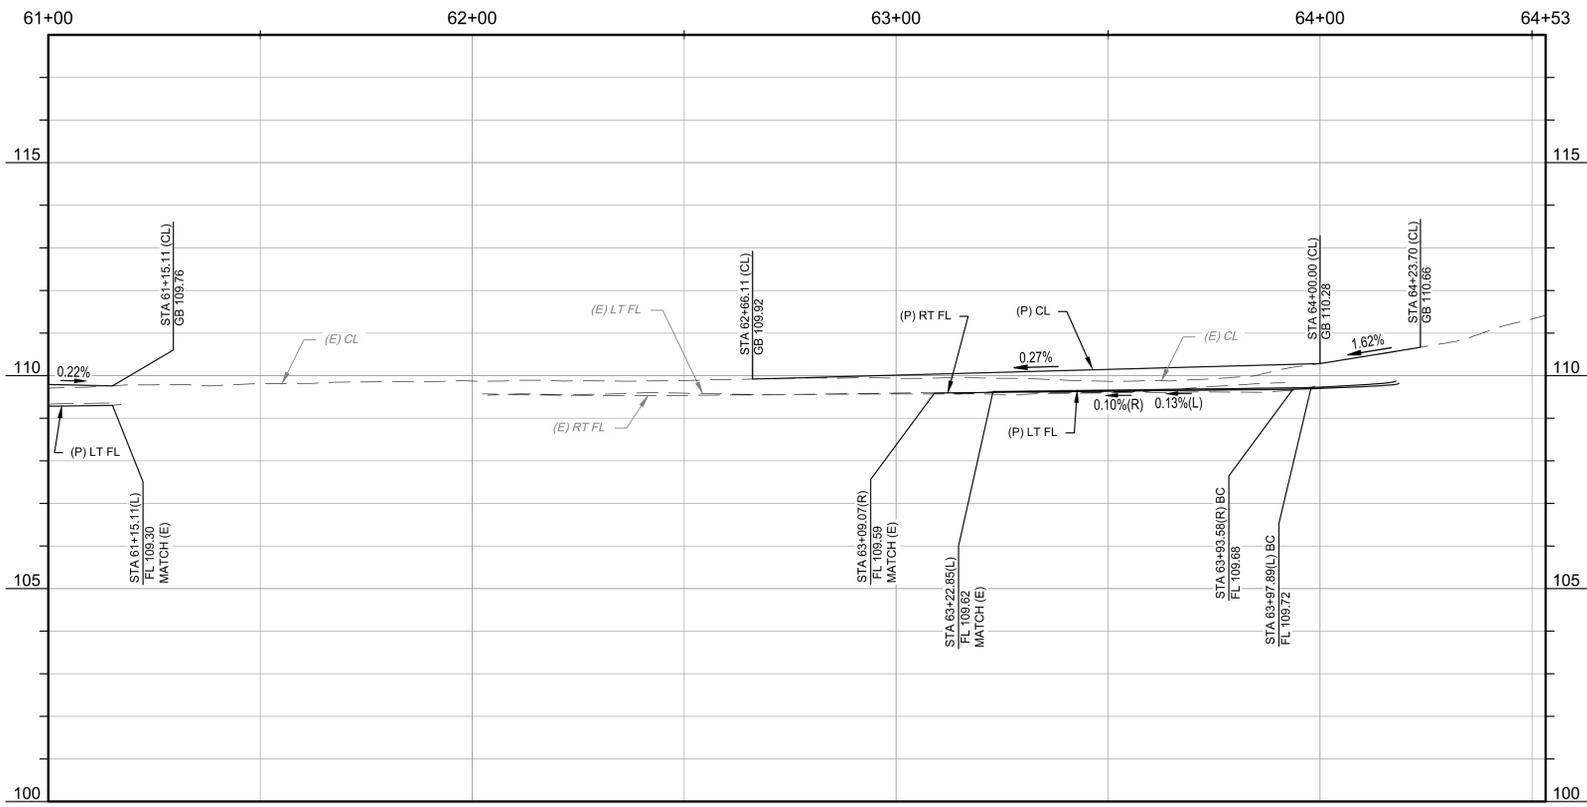 61+00
62+00
63+00
64+00
64+53
115
115
110
110
105
105
100
100
STA 61+15.11 (CL)
GB 109.76
(E) CL
0.22%
(P) LT FL
STA 61+15.11(L)
FL 109.30
MATCH (E)
(E) LT FL
(E) RT FL
STA 62+66.11 (CL)
GB 109.92
(P) RT FL
(P) CL
0.27%
(E) CL
STA 64+00.00 (CL)
GB 110.28
1.62%
STA 64+23.70 (CL)
GB 110.66
0.10%(R)
0.13%(L)
(P) LT FL
STA 63+09.07(R)
FL 109.59
MATCH (E)
STA 63+22.85(L)
FL 109.62
MATCH (E)
STA 63+93.58(R) BC
FL 109.68
STA 63+97.89(L) BC
FL 109.72